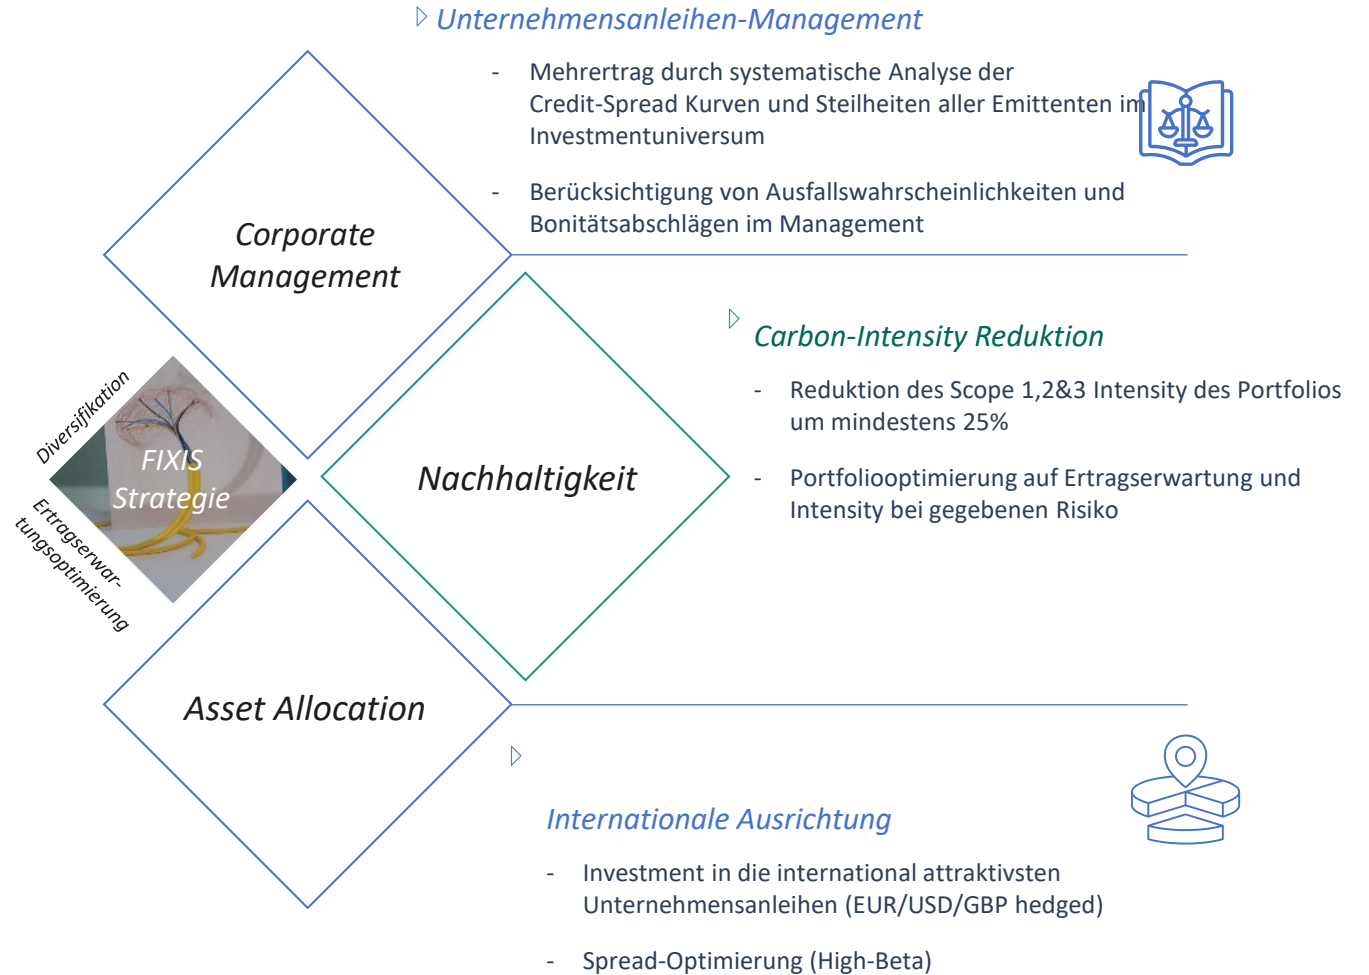 Unternehmensanleihen-Management
- Mehrertrag durch systematische Analyse der
Credit-Spread Kurven und Steilheiten aller Emittenten im
Investmentuniversum
- Berücksichtigung von Ausfallswahrscheinlichkeiten und
Bonitätsabschlägen im Management
Corporate
Management
Carbon-Intensity Reduktion
- Reduktion des Scope 1,2&3 Intensity des Portfolios
um mindestens 25%
- Portfoliooptimierung auf Ertragserwartung und
Intensity bei gegebenen Risiko
Nachhaltigkeit
Diversifikation
FIXIS
Strategie
Ertragserwar-
tungsoptimierung
Asset Allocation
Internationale Ausrichtung
- Investment in die international attraktivsten
Unternehmensanleihen (EUR/USD/GBP hedged)
- Spread-Optimierung (High-Beta)